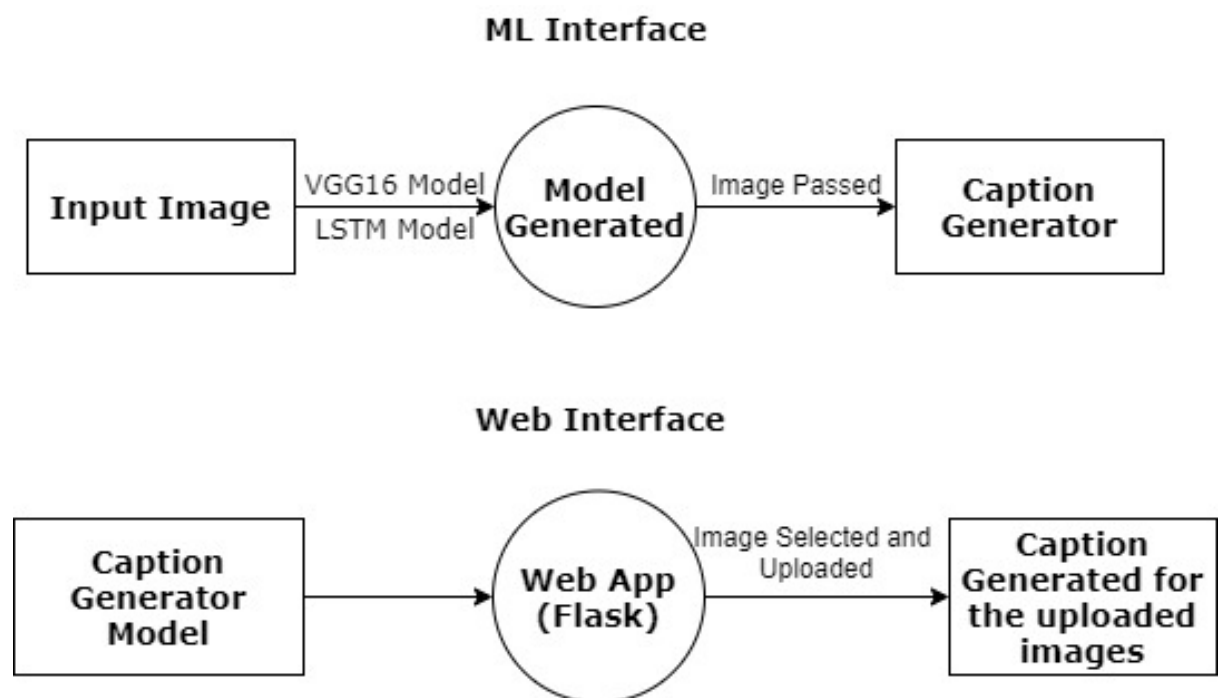 ML Interface
Input Image
VGG16 Model
LSTM Model
Model
Generated
Image Passed
Caption
Generator
Web Interface
Caption
Generator
Model
Web App
(Flask)
Image Selected and
Uploaded
Caption
Generated for
the uploaded
images